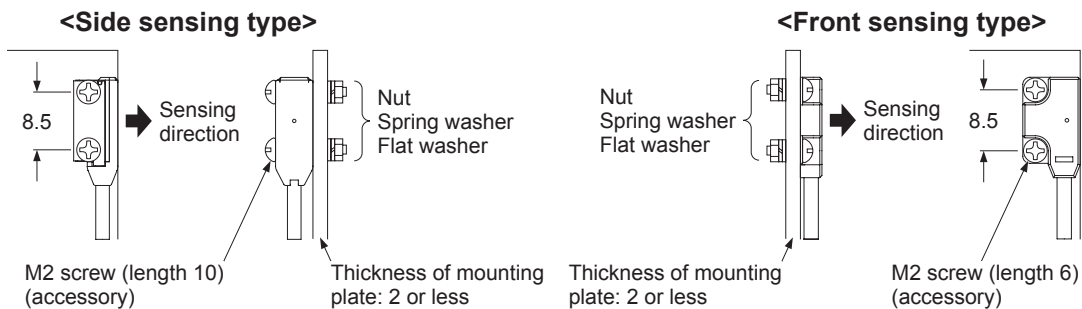 <Side sensing type>
8.5
Sensing
direction
Nut
Spring washer
Flat washer
M2 screw (length 10)
(accessory)
Thickness of mounting
plate: 2 or less
<Front sensing type>
Nut
Spring washer
Flat washer
Sensing
direction
8.5
Thickness of mounting
plate: 2 or less
M2 screw (length 6)
(accessory)